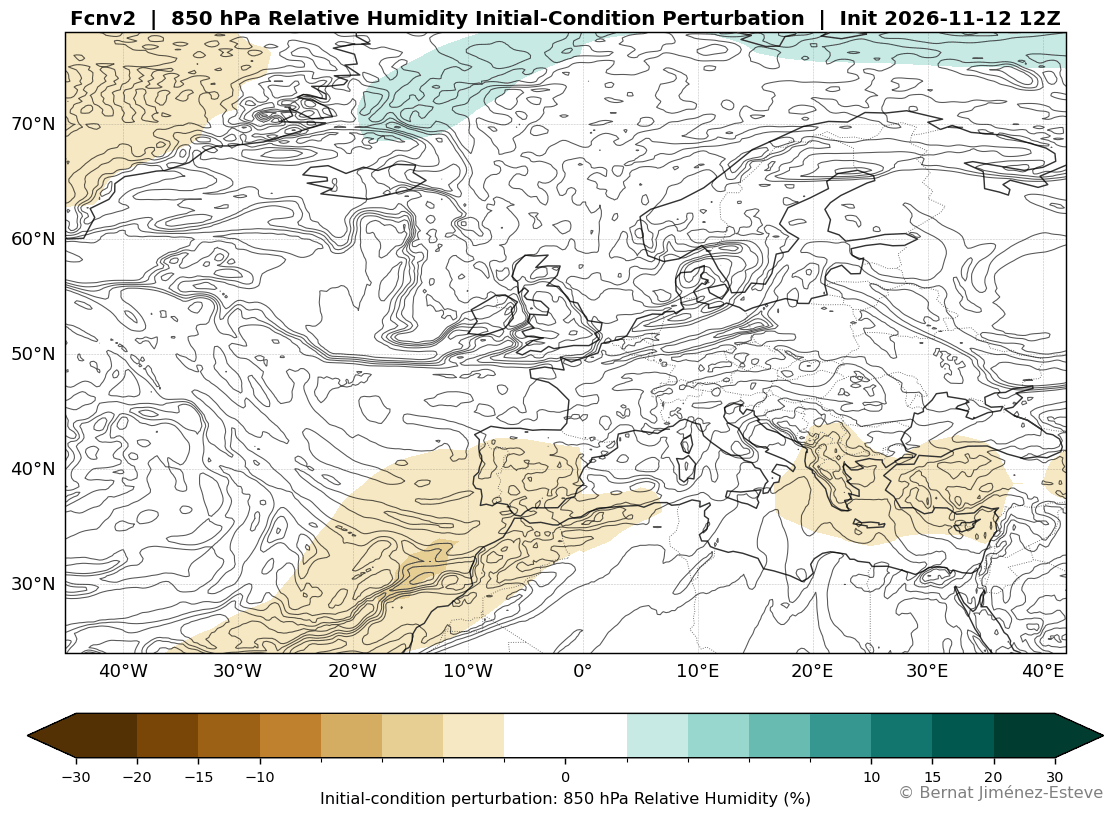 Fcnv2  |  850 hPa Relative Humidity Initial-Condition Perturbation  |  Init 2026-11-12 12Z
70°N
60°N
50°N
40°N
30°N
40°W 30°W 20°W 10°W 0° 10°E 20°E 30°E 40°E
−30 −20 −15 −10 0 10 15 20 30
Initial-condition perturbation: 850 hPa Relative Humidity (%)
© Bernat Jiménez-Esteve